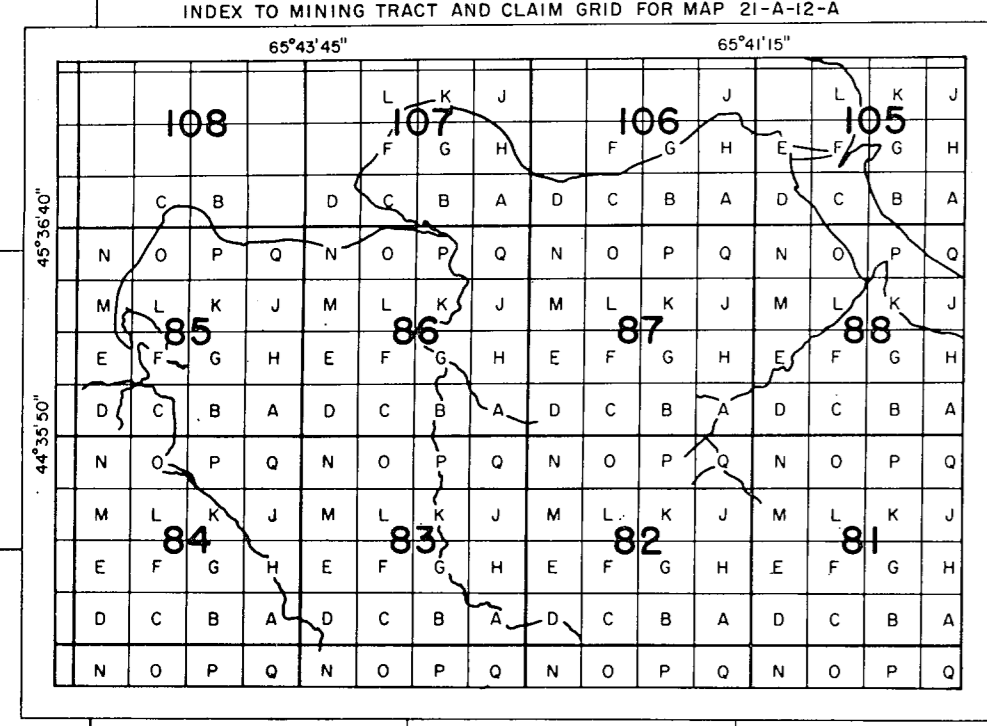 INDEX TO MINING TRACT AND CLAIM GRID FOR MAP 21-A-12-A
65°43'45" 65°41'15"
L K J J L K J
108 107 106 105
F G H F G H E F G H
45°36'40"
C B D C B A D C B A D C B A
N O P Q N O P Q N O P Q N O P Q
M L K J M L K J M L K J M L K J
85 86 87 88
E F G H E F G H E F G H E F G H
44°35'50"
D C B A D C B A D C B A D C B A
N O P Q N O P Q N O P Q N O P Q
M L K J M L K J M L K J M L K J
84 83 82 81
E F G H E F G H E F G H E F G H
D C B A D C B A D C B A D C B A
N O P Q N O P Q N O P Q N O P Q